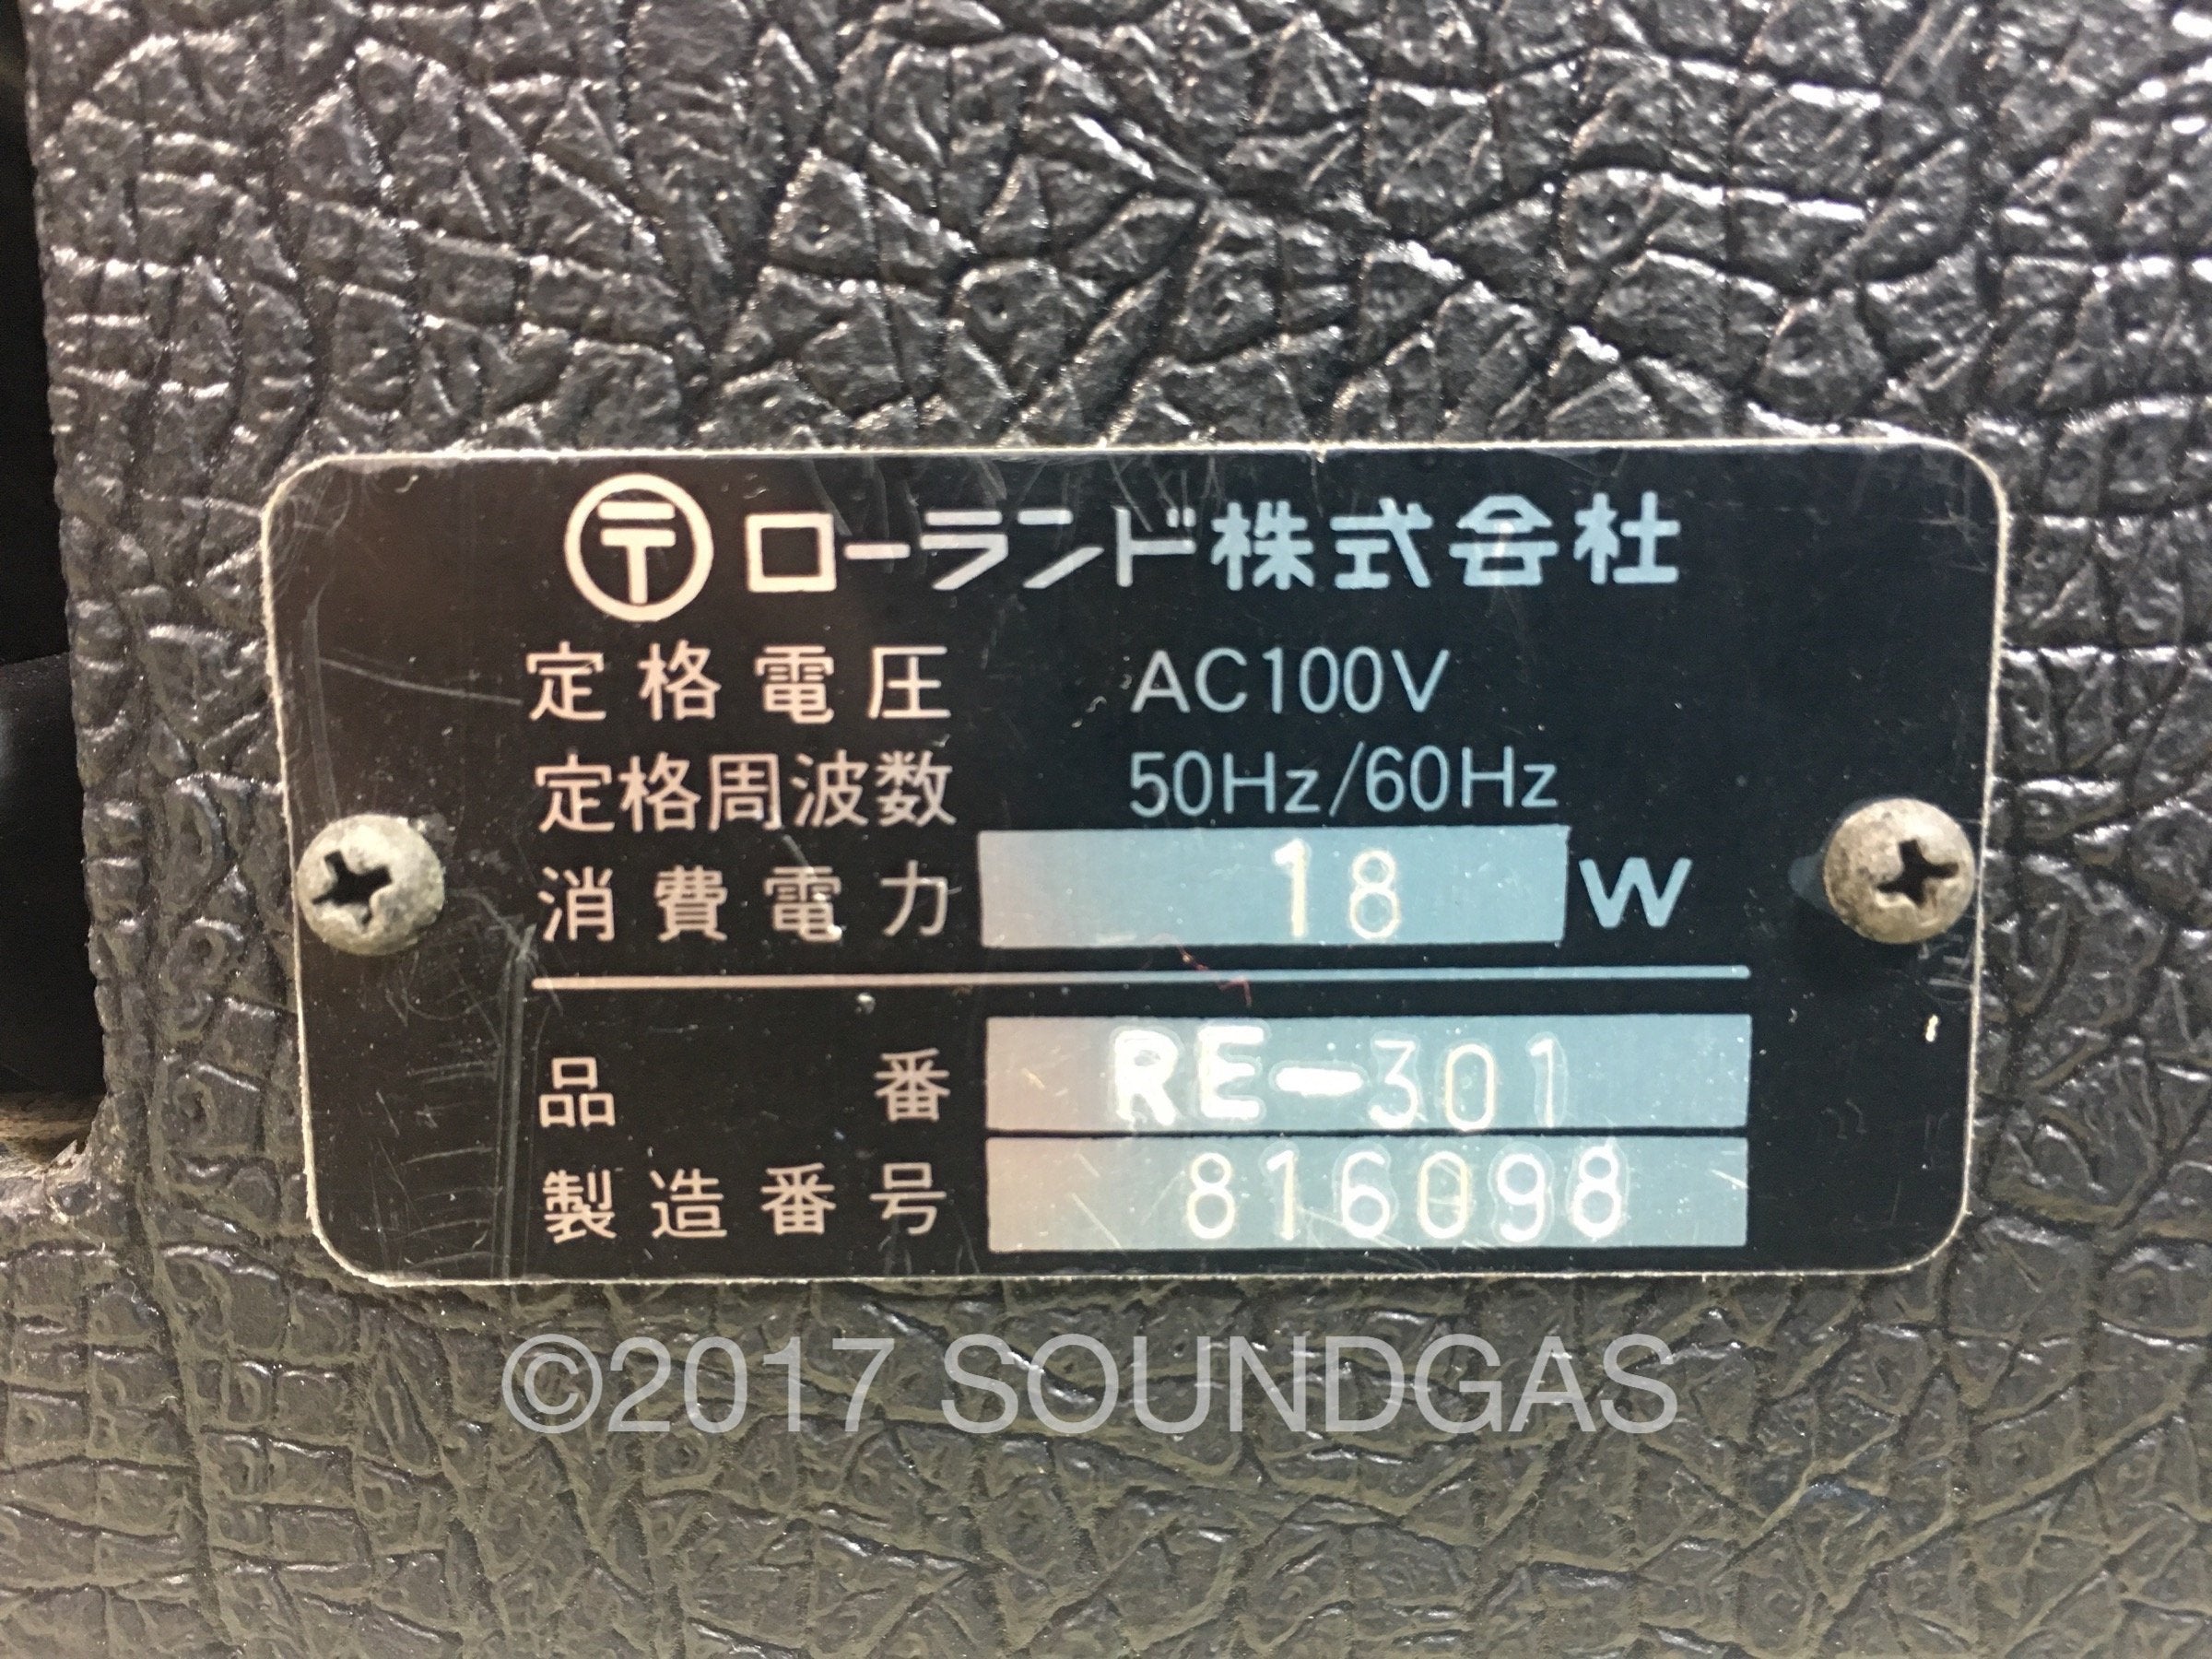 〒ローランド株式会社
定格電圧 AC100V
定格周波数 50Hz/60Hz
消費電力 18 W
品番 RE-301
製造番号 816098
©2017 SOUNDGAS